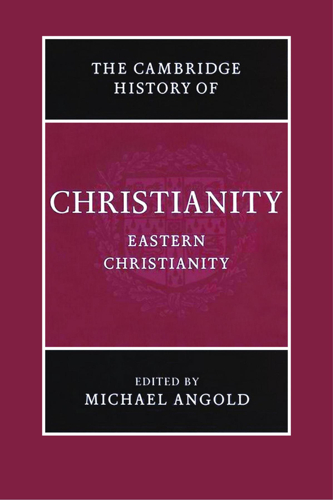 THE CAMBRIDGE
HISTORY OF
CHRISTIANITY
EASTERN
CHRISTIANITY
EDITED BY
MICHAEL ANGOLD